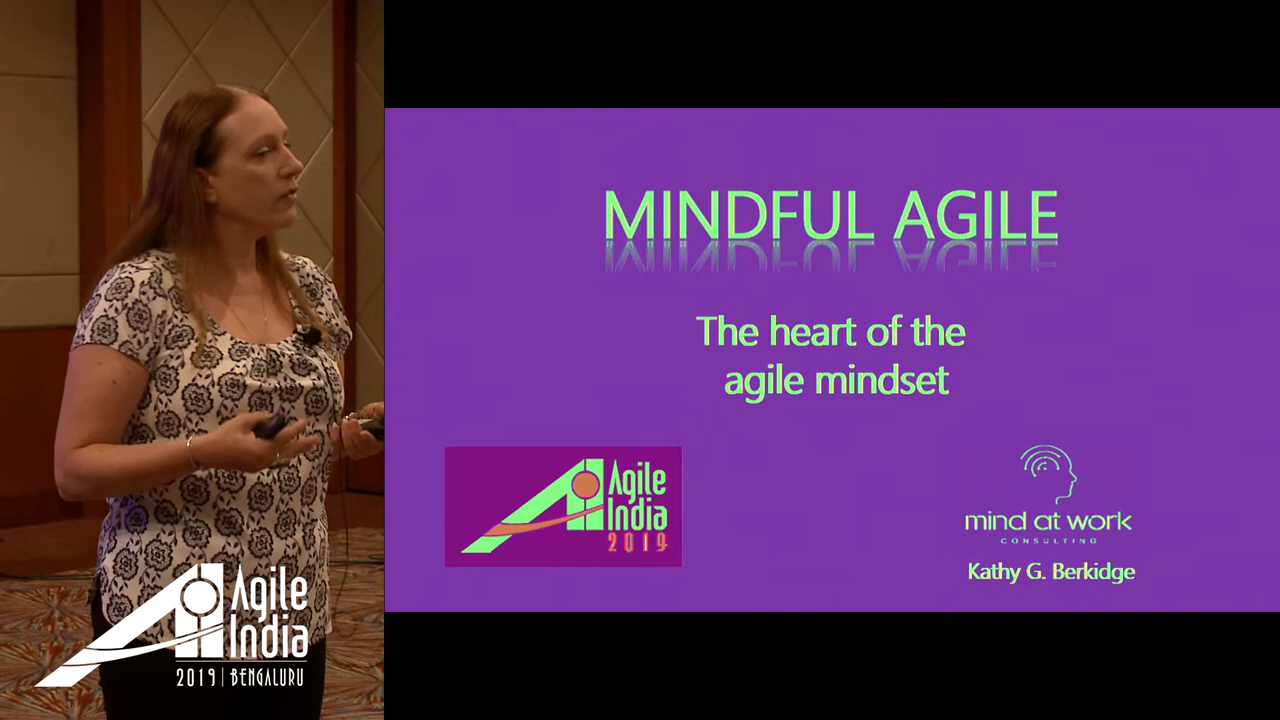 MINDFUL AGILE
The heart of the
agile mindset
Agile
India
2019
mind at work
CONSULTING
Kathy G. Berkidge
Agile
India
2019 | BENGALURU